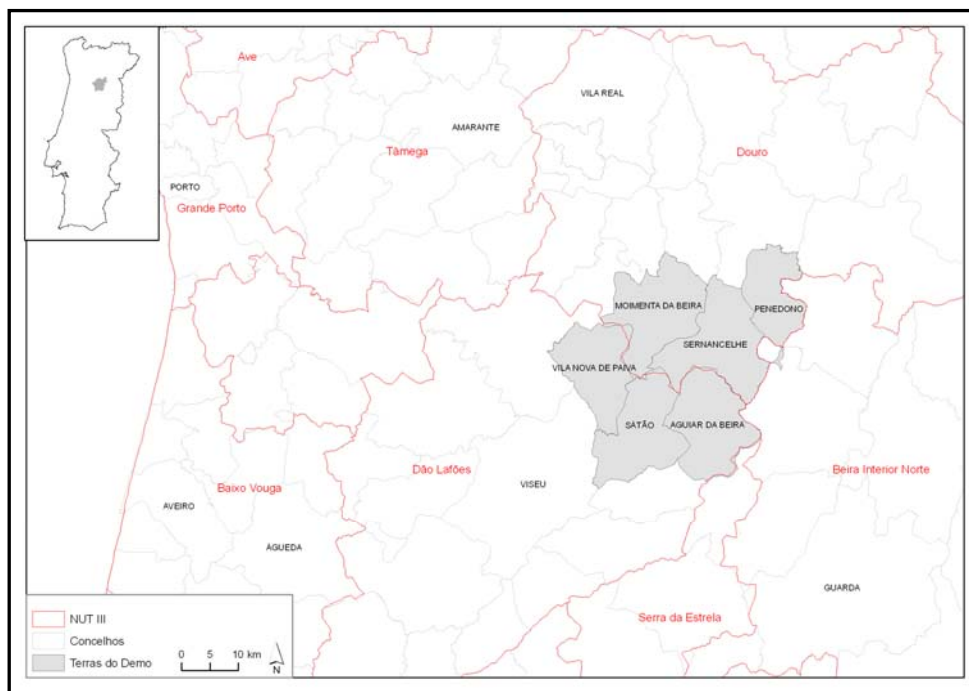 Ave
VILA REAL
AMARANTE
Tâmega
Douro
PORTO
Grande Porto
MOIMENTA DA BEIRA
PENEDONO
SERNANCELHE
VILA NOVA DE PAIVA
SATÃO
AGUIAR DA BEIRA
Dão Lafões
Beira Interior Norte
VISEU
Baixo Vouga
AVEIRO
ÁGUEDA
GUARDA
Serra da Estrela
NUT III
Concelhos
Terras do Demo
0 5 10 km
N